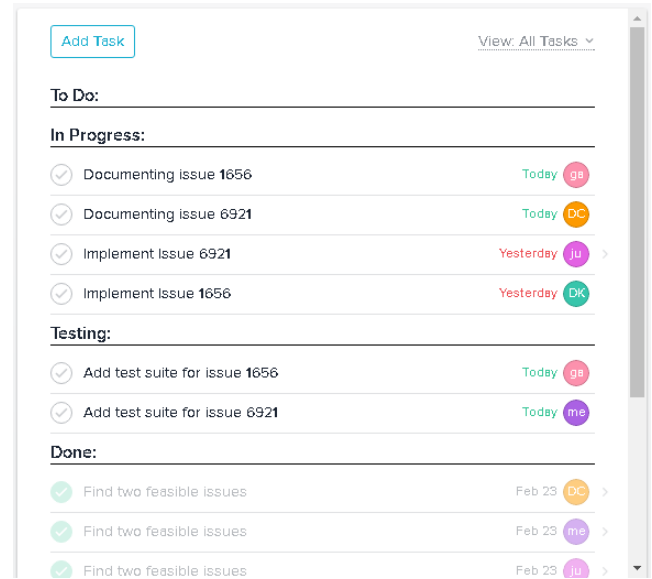 Add Task
View: All Tasks
To Do:
In Progress:
Documenting issue 1656 Today ga
Documenting issue 6921 Today DC
Implement Issue 6921 Yesterday ju
Implement Issue 1656 Yesterday DK
Testing:
Add test suite for issue 1656 Today ga
Add test suite for issue 6921 Today me
Done:
Find two feasible issues Feb 23 DC
Find two feasible issues Feb 23 me
Find two feasible issues Feb 23 ju